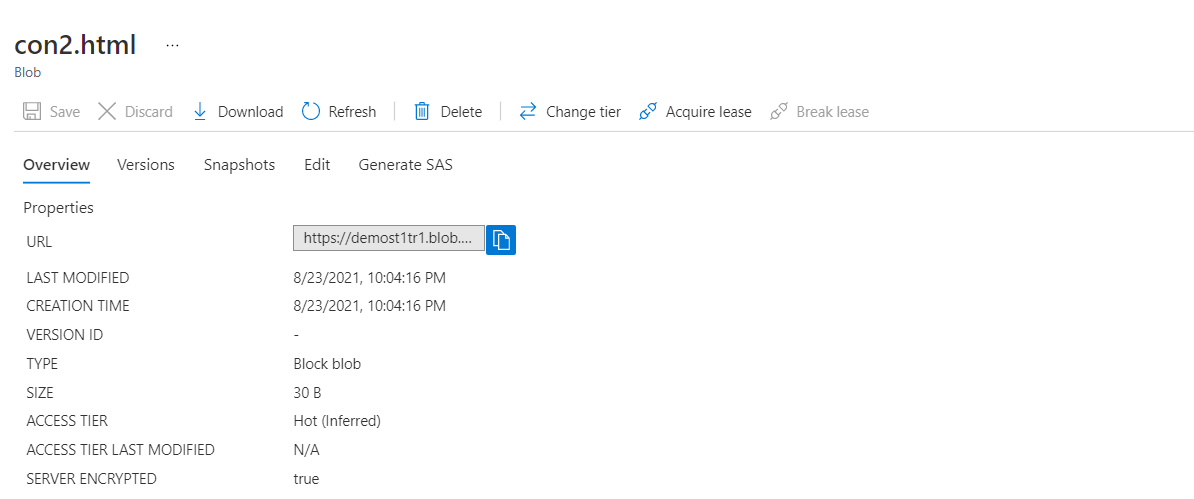 con2.html ...
Blob
Save Discard Download Refresh Delete Change tier Acquire lease Break lease
Overview Versions Snapshots Edit Generate SAS
Properties
URL https://demost1tr1.blob....
LAST MODIFIED 8/23/2021, 10:04:16 PM
CREATION TIME 8/23/2021, 10:04:16 PM
VERSION ID -
TYPE Block blob
SIZE 30 B
ACCESS TIER Hot (Inferred)
ACCESS TIER LAST MODIFIED N/A
SERVER ENCRYPTED true